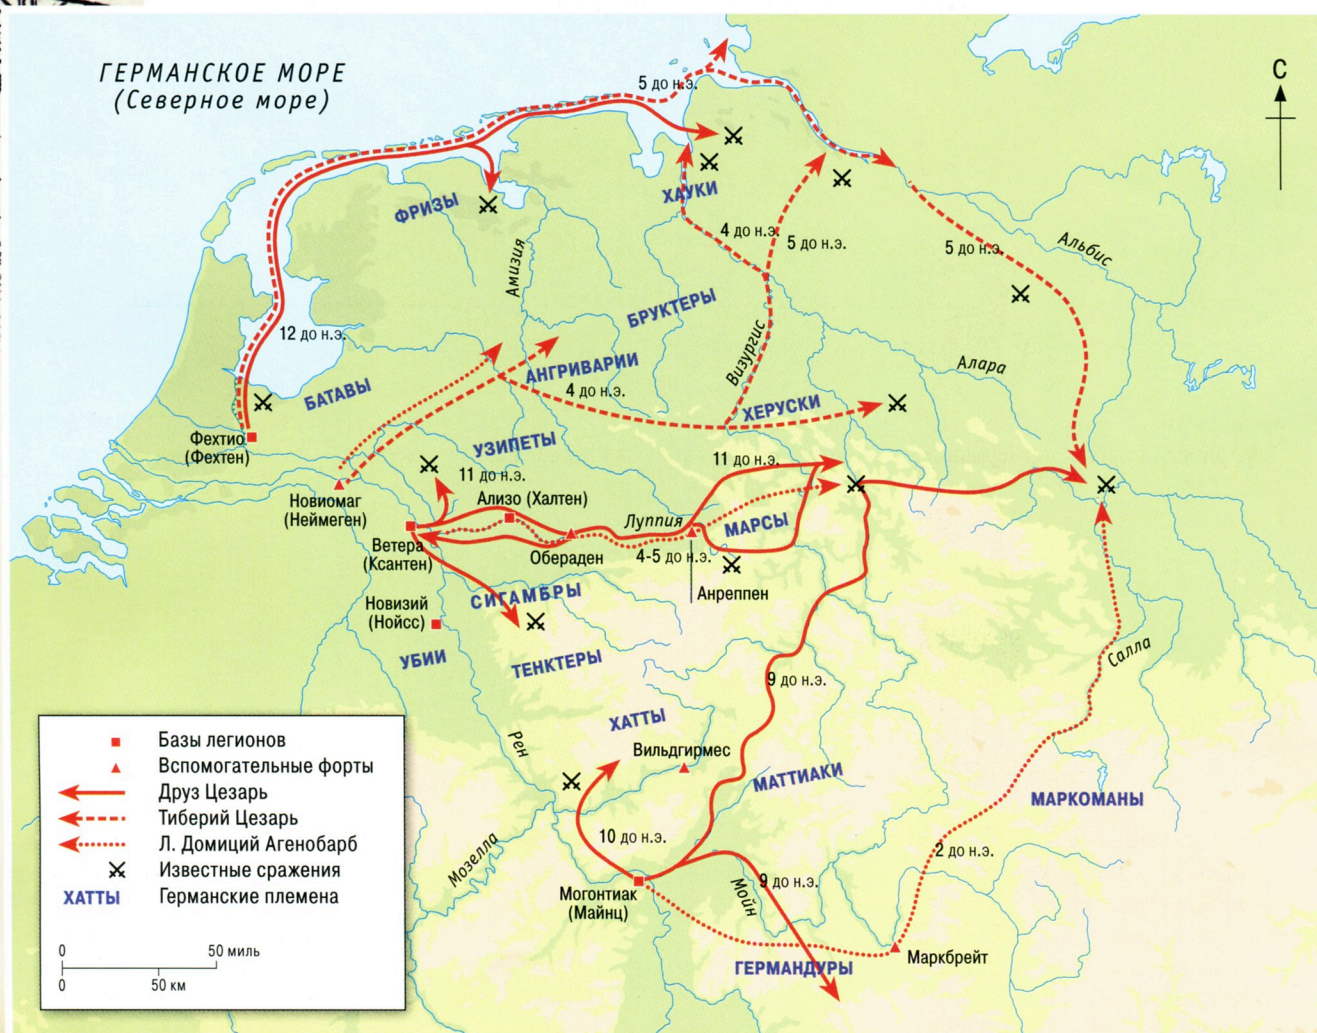 ГЕРМАНСКОЕ МОРЕ
(Северное море)
С
5 до н.э.
ФРИЗЫ
ХАУКИ
Амизия
4 до н.э.
5 до н.э.
5 до н.э.
Альбис
12 до н.э.
БРУКТЕРЫ
Визургис
Алара
БАТАВЫ
АНГРИВАРИИ
4 до н.э.
ХЕРУСКИ
Фехтио
(Фехтен)
УЗИПЕТЫ
11 до н.э.
11 до н.э.
Новиомаг
(Неймеген)
Ализо (Халтен)
Луппия
МАРСЫ
Ветера
(Ксантен)
Обераден
4-5 до н.э.
Анреппен
СИГАМБРЫ
Новизий
(Нойсс)
УБИИ
ТЕНКТЕРЫ
Салла
9 до н.э.
ХАТТЫ
Рен
Вильдгирмес
МАТТИАКИ
МАРКОМАНЫ
10 до н.э.
2 до н.э.
Мозелла
Могонтиак
(Майнц)
Мойн
9 до н.э.
Маркбрейт
ГЕРМАНДУРЫ
Базы легионов
Вспомогательные форты
Друз Цезарь
Тиберий Цезарь
Л. Домиций Агенобарб
Известные сражения
ХАТТЫ Германские племена
0 50 миль
0 50 км